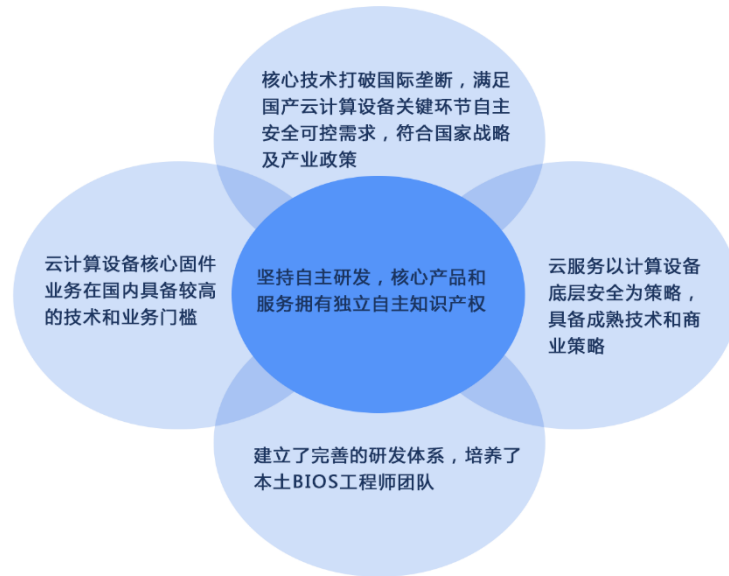 核心技术打破国际垄断，满足
国产云计算设备关键环节自主
安全可控需求，符合国家战略
及产业政策
云计算设备核心固件
业务在国内具备较高
的技术和业务门槛
坚持自主研发，核心产品和
服务拥有独立自主知识产权
云服务以计算设备
底层安全为策略，
具备成熟技术和商
业策略
建立了完善的研发体系，培养了
本土BIOS工程师团队